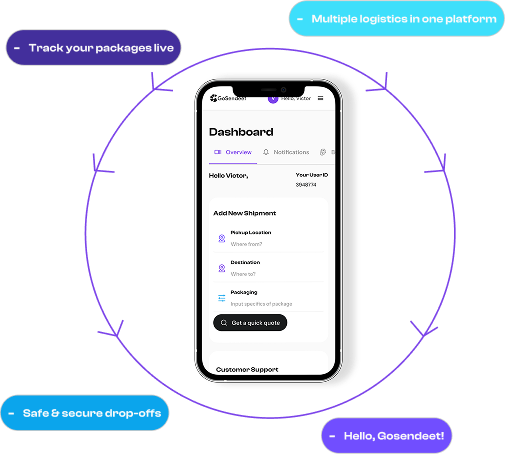 - Multiple logistics in one platform
- Track your packages live
GoSendeet
V
Hello, Victor
Dashboard
Overview
Notifications
B
Hello Victor,
Your User ID
3948774
Add New Shipment
Pickup Location
Where from?
Destination
Where to?
Packaging
Input specifics of package
Get a quick quote
Customer Support
- Safe & secure drop-offs
- Hello, Gosendeet!